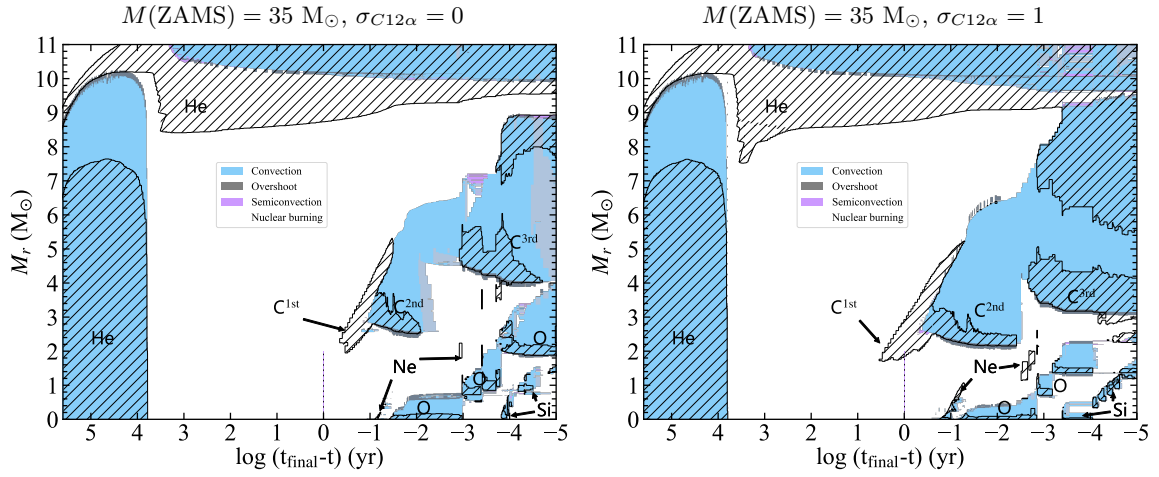 M(ZAMS) = 35 M⊙, σC12α = 0
11
10
9
8
7
6
5
4
3
2
1
0
Mr (M⊙)
He
He
Convection
Overshoot
Semiconvection
Nuclear burning
C1st
C2nd
C3rd
Ne
O
O
O
Si
5 4 3 2 1 0 −1 −2 −3 −4 −5
log (tfinal-t) (yr)
M(ZAMS) = 35 M⊙, σC12α = 1
11
10
9
8
7
6
5
4
3
2
1
0
Mr (M⊙)
He
He
Convection
Overshoot
Semiconvection
Nuclear burning
C1st
C2nd
C3rd
Ne
O
O
Si
5 4 3 2 1 0 −1 −2 −3 −4 −5
log (tfinal-t) (yr)